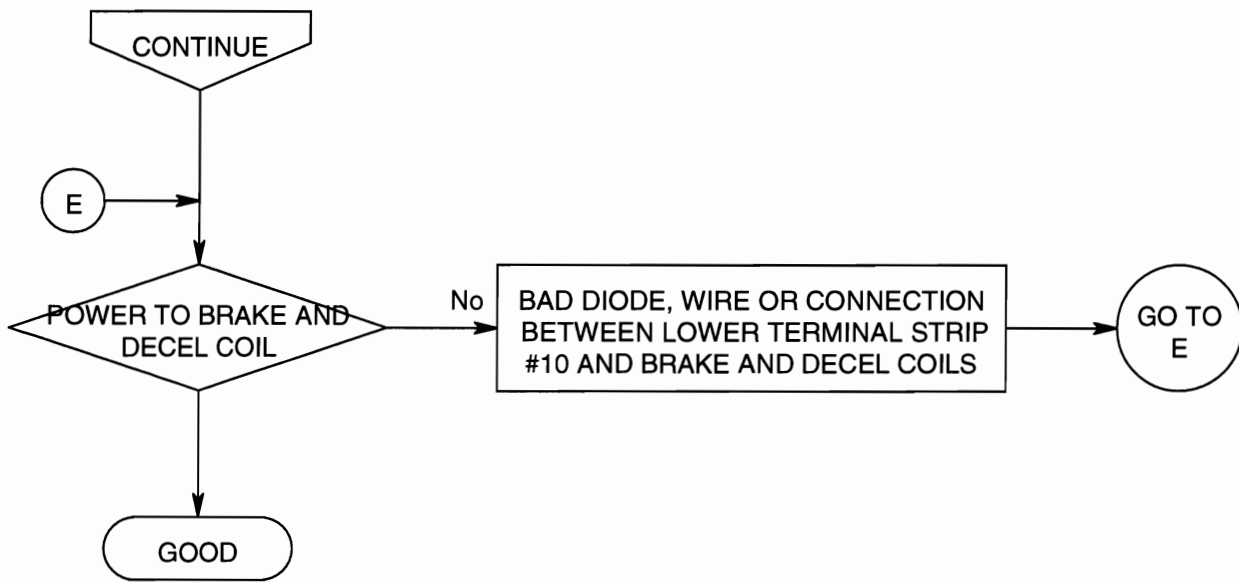 CONTINUE
E
POWER TO BRAKE AND
DECEL COIL
No
BAD DIODE, WIRE OR CONNECTION
BETWEEN LOWER TERMINAL STRIP
#10 AND BRAKE AND DECEL COILS
GO TO
E
GOOD